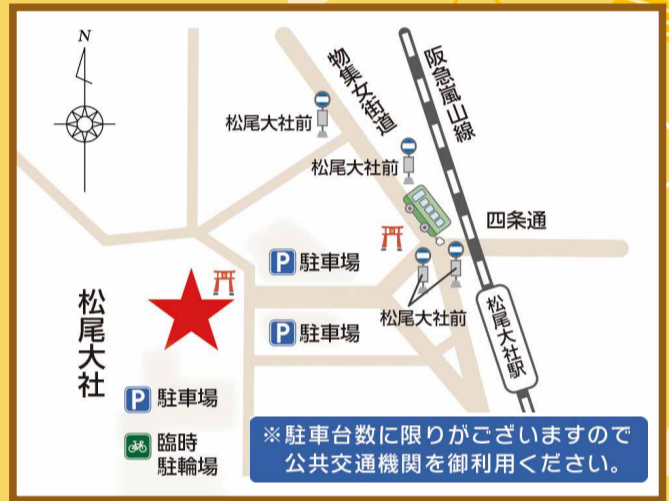 N
物集女街道
阪急嵐山線
松尾大社前
松尾大社前
四条通
P 駐車場
松尾大社前
P 駐車場
松尾大社駅
松尾大社
P 駐車場
臨時
駐輪場
※駐車台数に限りがございますので
公共交通機関を御利用ください。